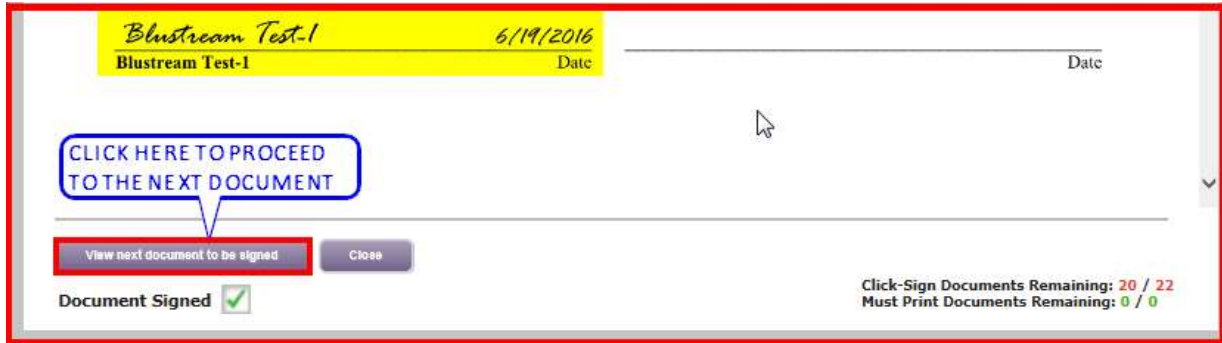 Blustream Test-1 6/19/2016
Blustream Test-1 Date Date
CLICK HERE TO PROCEED
TO THE NEXT DOCUMENT
View next document to be signed Close
Document Signed
Click-Sign Documents Remaining: 20 / 22
Must Print Documents Remaining: 0 / 0